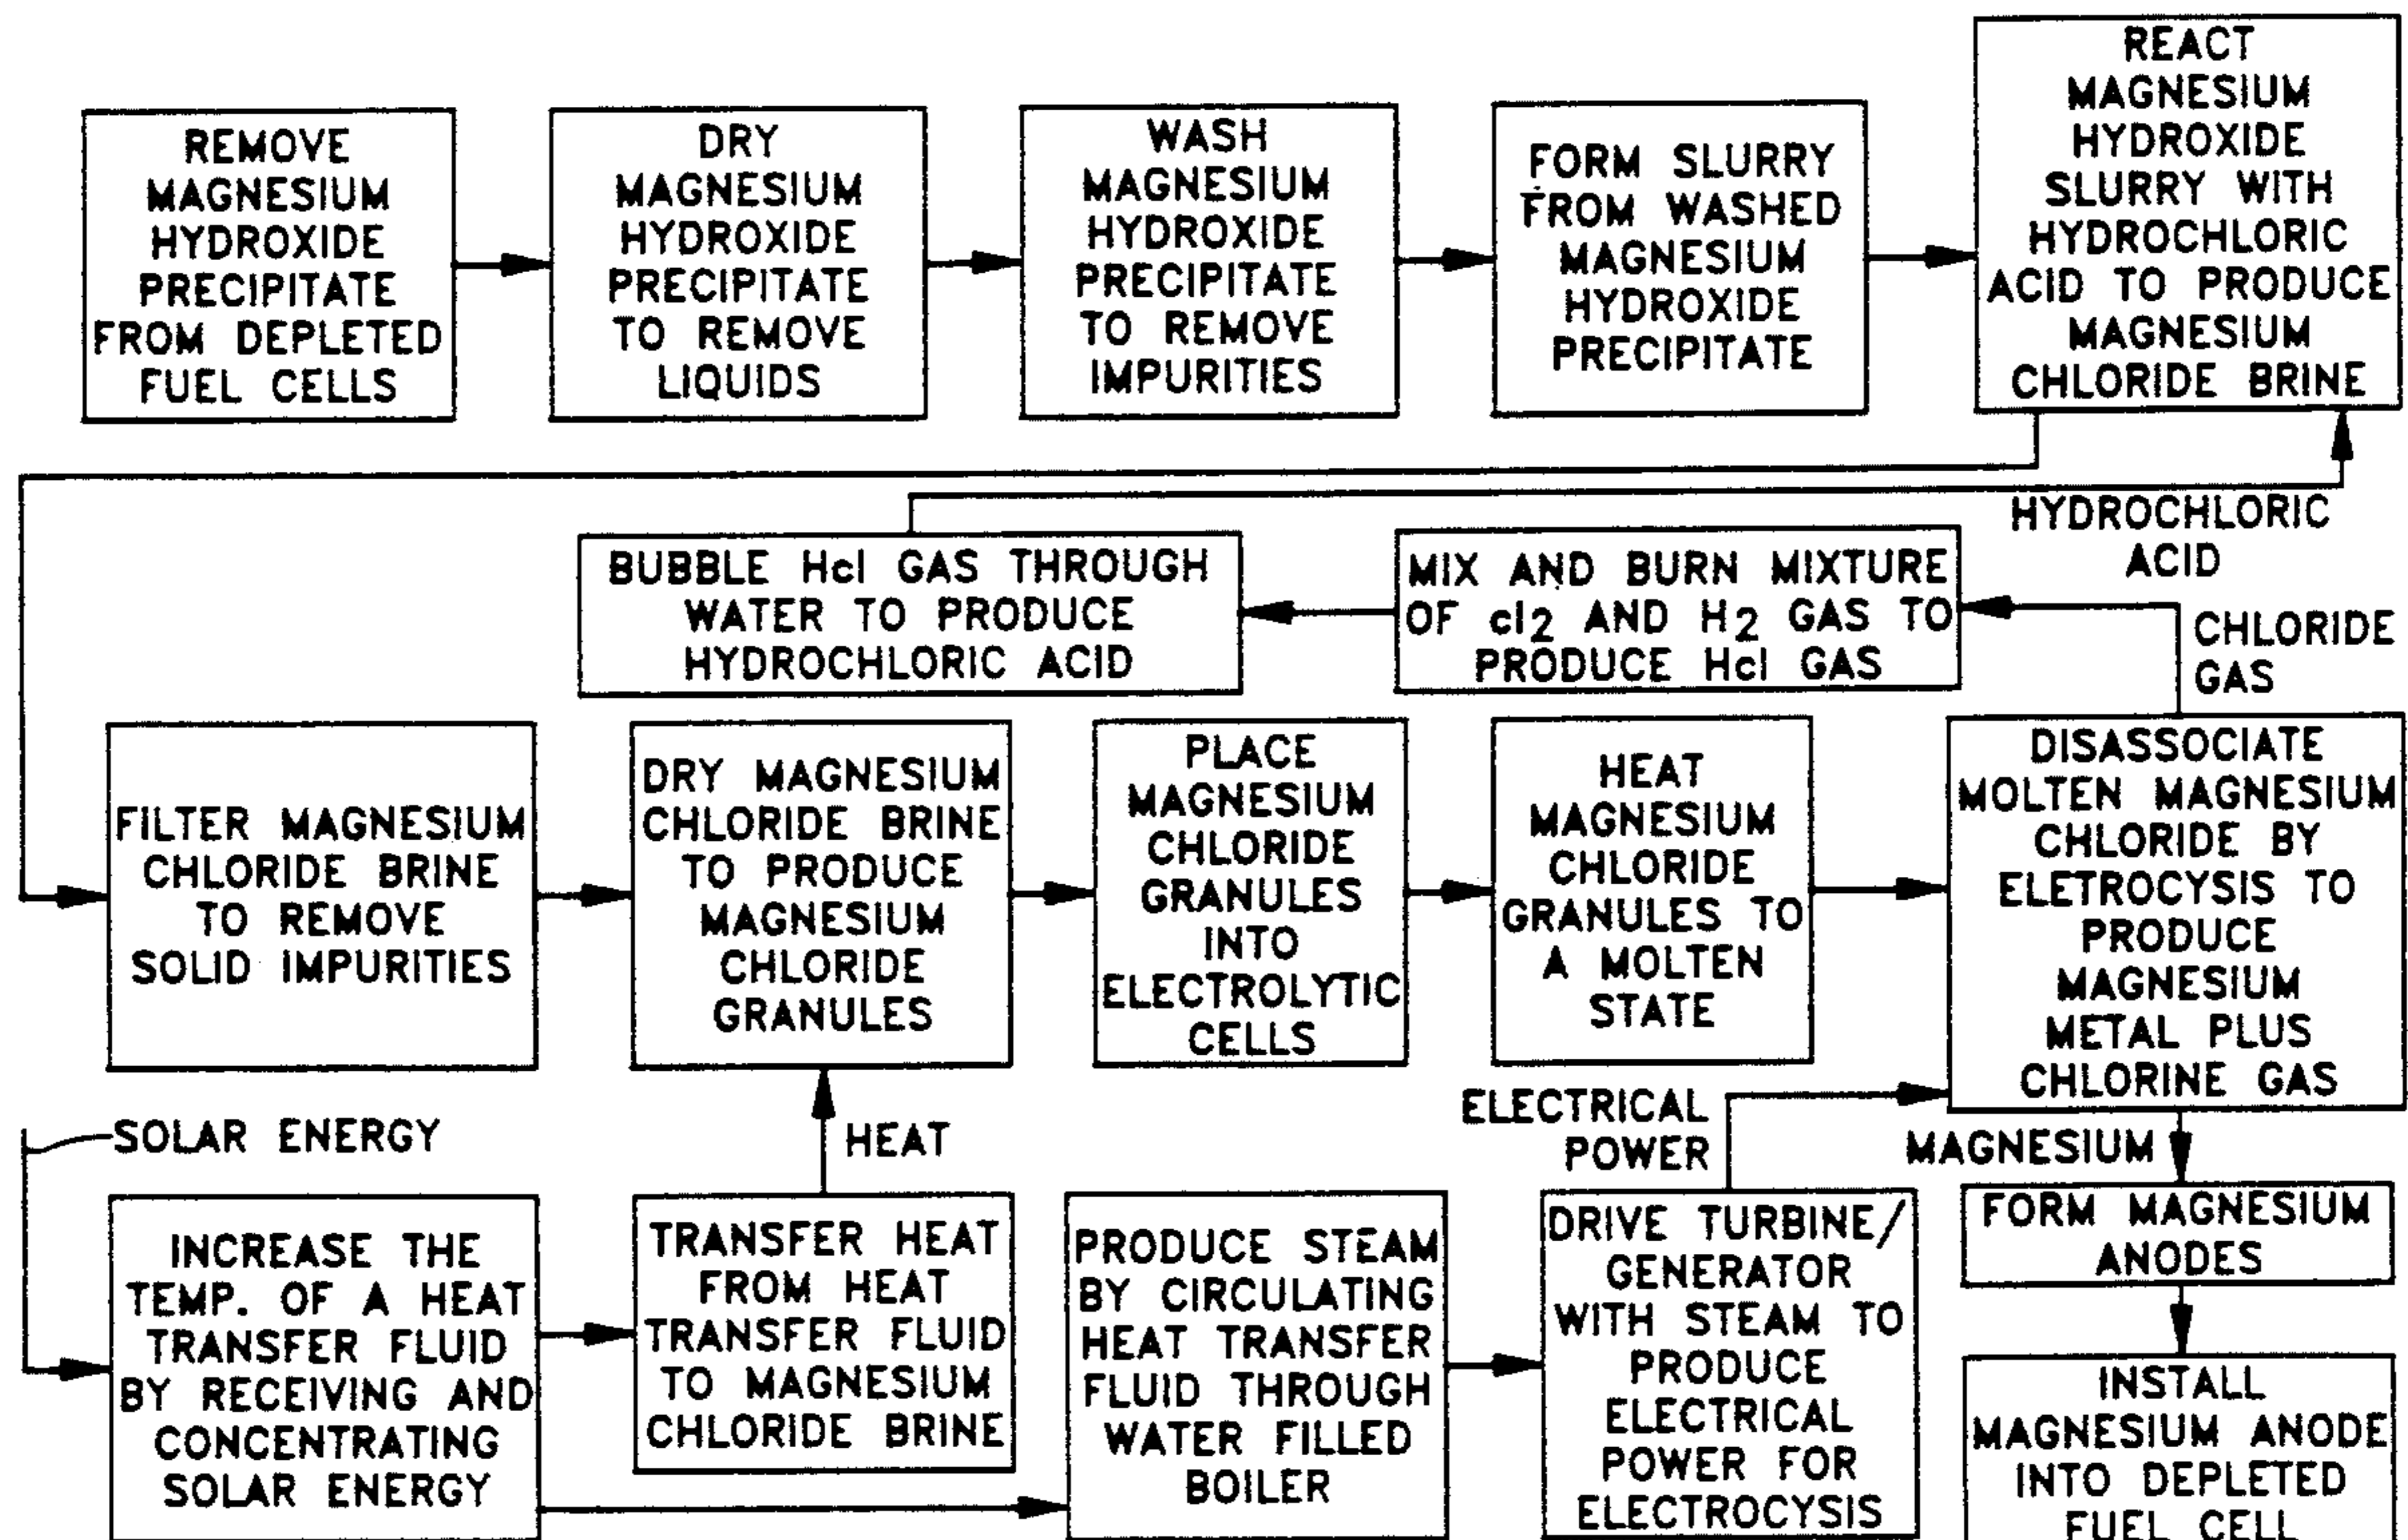 REMOVE
MAGNESIUM
HYDROXIDE
PRECIPITATE
FROM DEPLETED
FUEL CELLS
DRY
MAGNESIUM
HYDROXIDE
PRECIPITATE
TO REMOVE
LIQUIDS
WASH
MAGNESIUM
HYDROXIDE
PRECIPITATE
TO REMOVE
IMPURITIES
FORM SLURRY
FROM WASHED
MAGNESIUM
HYDROXIDE
PRECIPITATE
REACT
MAGNESIUM
HYDROXIDE
SLURRY WITH
HYDROCHLORIC
ACID TO PRODUCE
MAGNESIUM
CHLORIDE BRINE
HYDROCHLORIC
ACID
BUBBLE Hcl GAS THROUGH
WATER TO PRODUCE
HYDROCHLORIC ACID
MIX AND BURN MIXTURE
OF cl2 AND H2 GAS TO
PRODUCE Hcl GAS
CHLORIDE
GAS
FILTER MAGNESIUM
CHLORIDE BRINE
TO REMOVE
SOLID IMPURITIES
DRY MAGNESIUM
CHLORIDE BRINE
TO PRODUCE
MAGNESIUM
CHLORIDE
GRANULES
PLACE
MAGNESIUM
CHLORIDE
GRANULES
INTO
ELECTROLYTIC
CELLS
HEAT
MAGNESIUM
CHLORIDE
GRANULES TO
A MOLTEN
STATE
DISASSOCIATE
MOLTEN MAGNESIUM
CHLORIDE BY
ELETROCYSIS TO
PRODUCE
MAGNESIUM
METAL PLUS
CHLORINE GAS
SOLAR ENERGY
HEAT
ELECTRICAL
POWER
MAGNESIUM
INCREASE THE
TEMP. OF A HEAT
TRANSFER FLUID
BY RECEIVING AND
CONCENTRATING
SOLAR ENERGY
TRANSFER HEAT
FROM HEAT
TRANSFER FLUID
TO MAGNESIUM
CHLORIDE BRINE
PRODUCE STEAM
BY CIRCULATING
HEAT TRANSFER
FLUID THROUGH
WATER FILLED
BOILER
DRIVE TURBINE/
GENERATOR
WITH STEAM TO
PRODUCE
ELECTRICAL
POWER FOR
ELECTROCYSIS
FORM MAGNESIUM
ANODES
INSTALL
MAGNESIUM ANODE
INTO DEPLETED
FUEL CELL